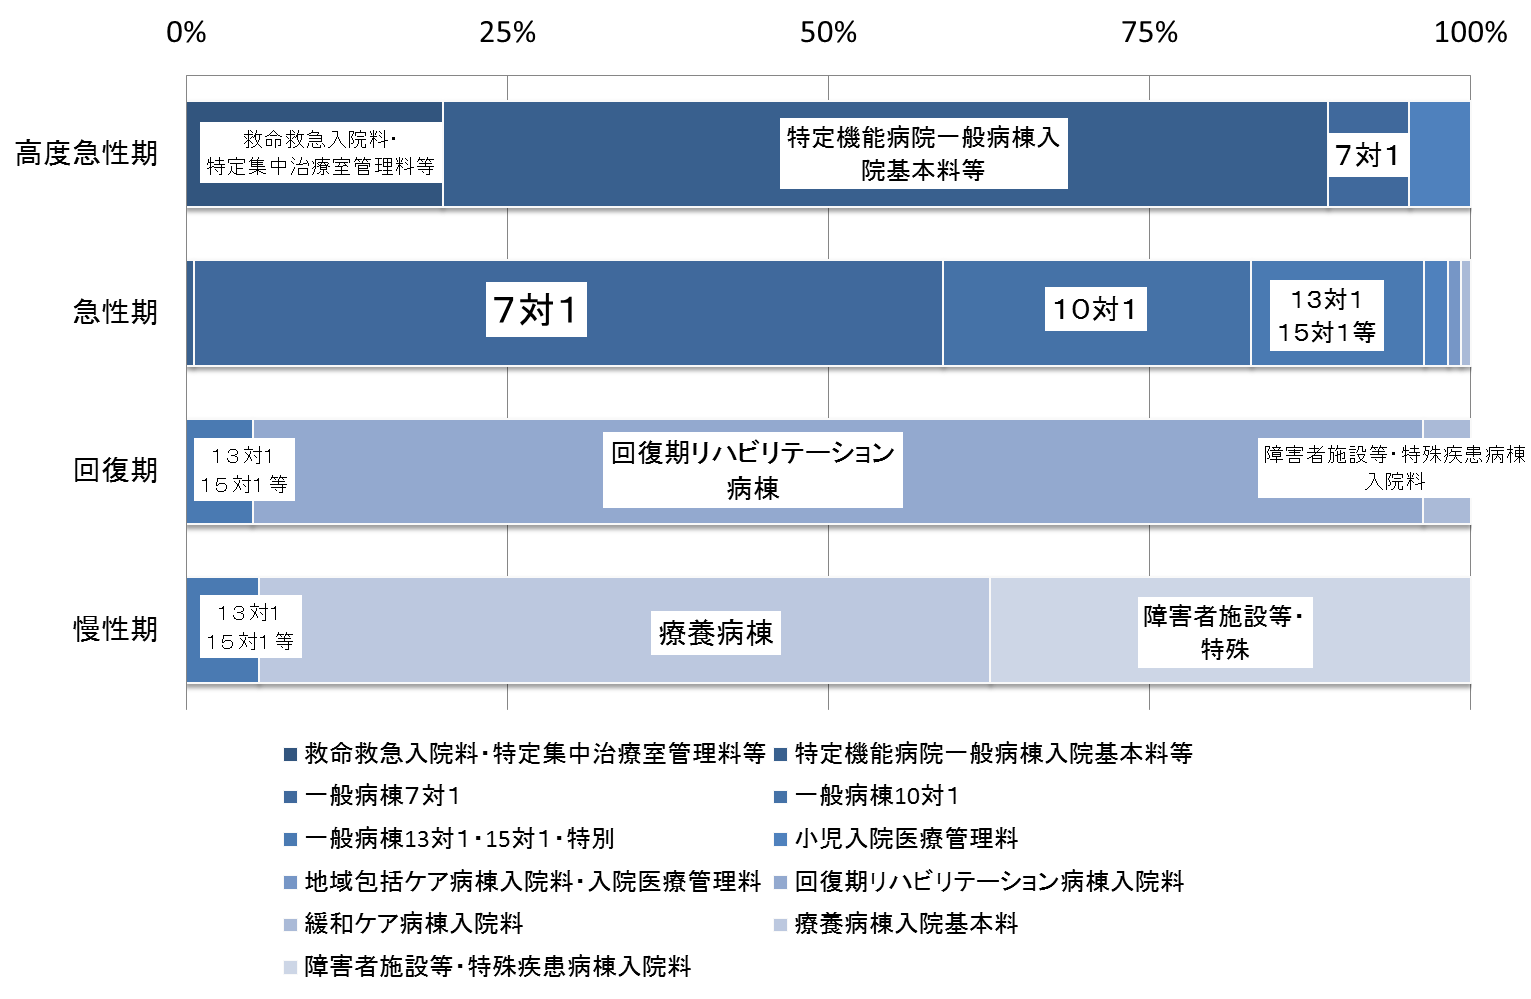 0%
25%
50%
75%
100%
高度急性期
救命救急入院料・
特定集中治療室管理料等
特定機能病院一般病棟入
院基本料等
７対１
急性期
７対１
１０対１
１３対１
１５対１等
回復期
１３対１
１５対１等
回復期リハビリテーション
病棟
障害者施設等・特殊疾患病棟
入院料
慢性期
１３対１
１５対１等
療養病棟
障害者施設等・
特殊
救命救急入院料・特定集中治療室管理料等
特定機能病院一般病棟入院基本料等
一般病棟７対１
一般病棟10対１
一般病棟13対１・15対１・特別
小児入院医療管理料
地域包括ケア病棟入院料・入院医療管理料
回復期リハビリテーション病棟入院料
緩和ケア病棟入院料
療養病棟入院基本料
障害者施設等・特殊疾患病棟入院料